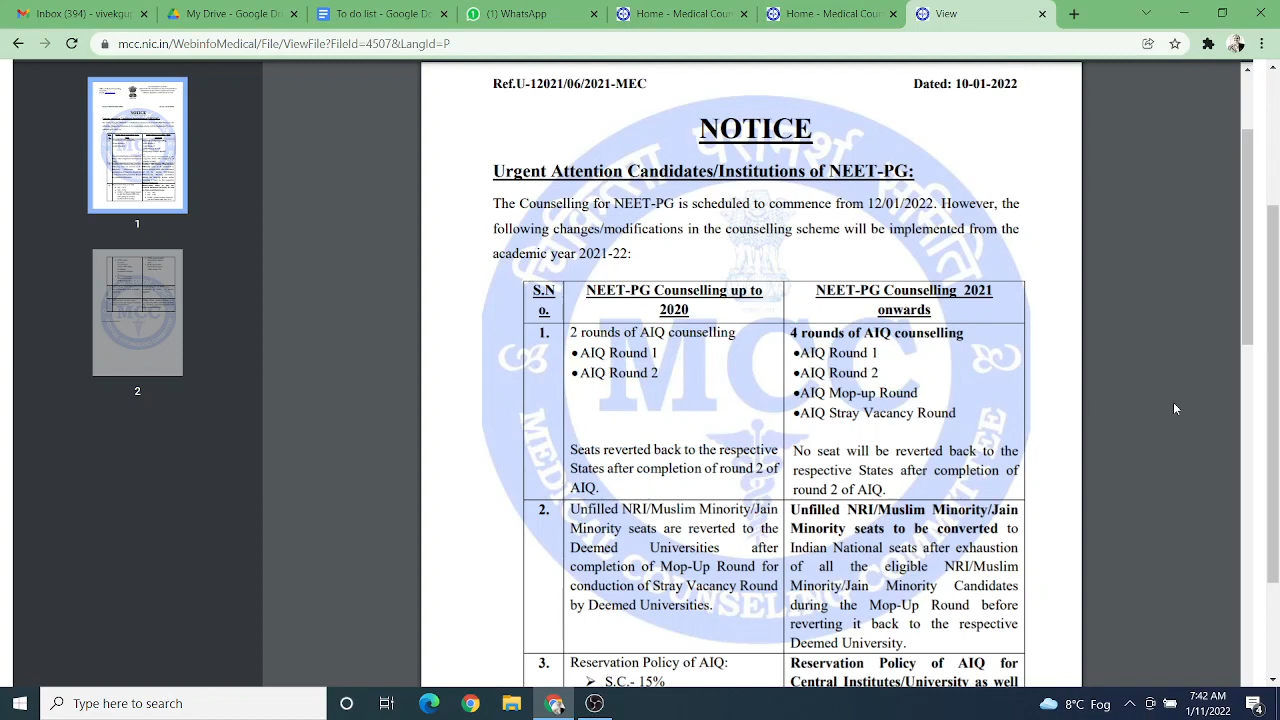 Inbox (394) - vivekgup
My Drive - Google Dr
To do list - Google Do
(1) WhatsApp
Home - Medical Coun
Home - Medical Coun
View
mcc.nic.in/WebinfoMedical/File/ViewFile?FileId=4507&LangId=P
Ref.U-12021/06/2021-MEC Dated: 10-01-2022
NOTICE
Urgent Attention Candidates/Institutions of NEET-PG:
The Counselling for NEET-PG is scheduled to commence from 12/01/2022. However, the
following changes/modifications in the counselling scheme will be implemented from the
academic year 2021-22:
S.N
o.
NEET-PG Counselling up to
2020
NEET-PG Counselling 2021
onwards
1.
2 rounds of AIQ counselling
• AIQ Round 1
• AIQ Round 2
Seats reverted back to the respective
States after completion of round 2 of
AIQ.
4 rounds of AIQ counselling
•AIQ Round 1
•AIQ Round 2
•AIQ Mop-up Round
•AIQ Stray Vacancy Round
No seat will be reverted back to the
respective States after completion of
round 2 of AIQ.
2.
Unfilled NRI/Muslim Minority/Jain
Minority seats are reverted to the
Deemed Universities after
completion of Mop-Up Round for
conduction of Stray Vacancy Round
by Deemed Universities.
Unfilled NRI/Muslim Minority/Jain
Minority seats to be converted to
Indian National seats after exhaustion
of all the eligible NRI/Muslim
Minority/Jain Minority Candidates
during the Mop-Up Round before
reverting it back to the respective
Deemed University.
3.
Reservation Policy of AIQ:
➢ S.C.- 15%
Reservation Policy of AIQ for
Central Institutes/University as well
MCC
1
2
Type here to search
8°C Fog
7:42 AM
1/11/2022